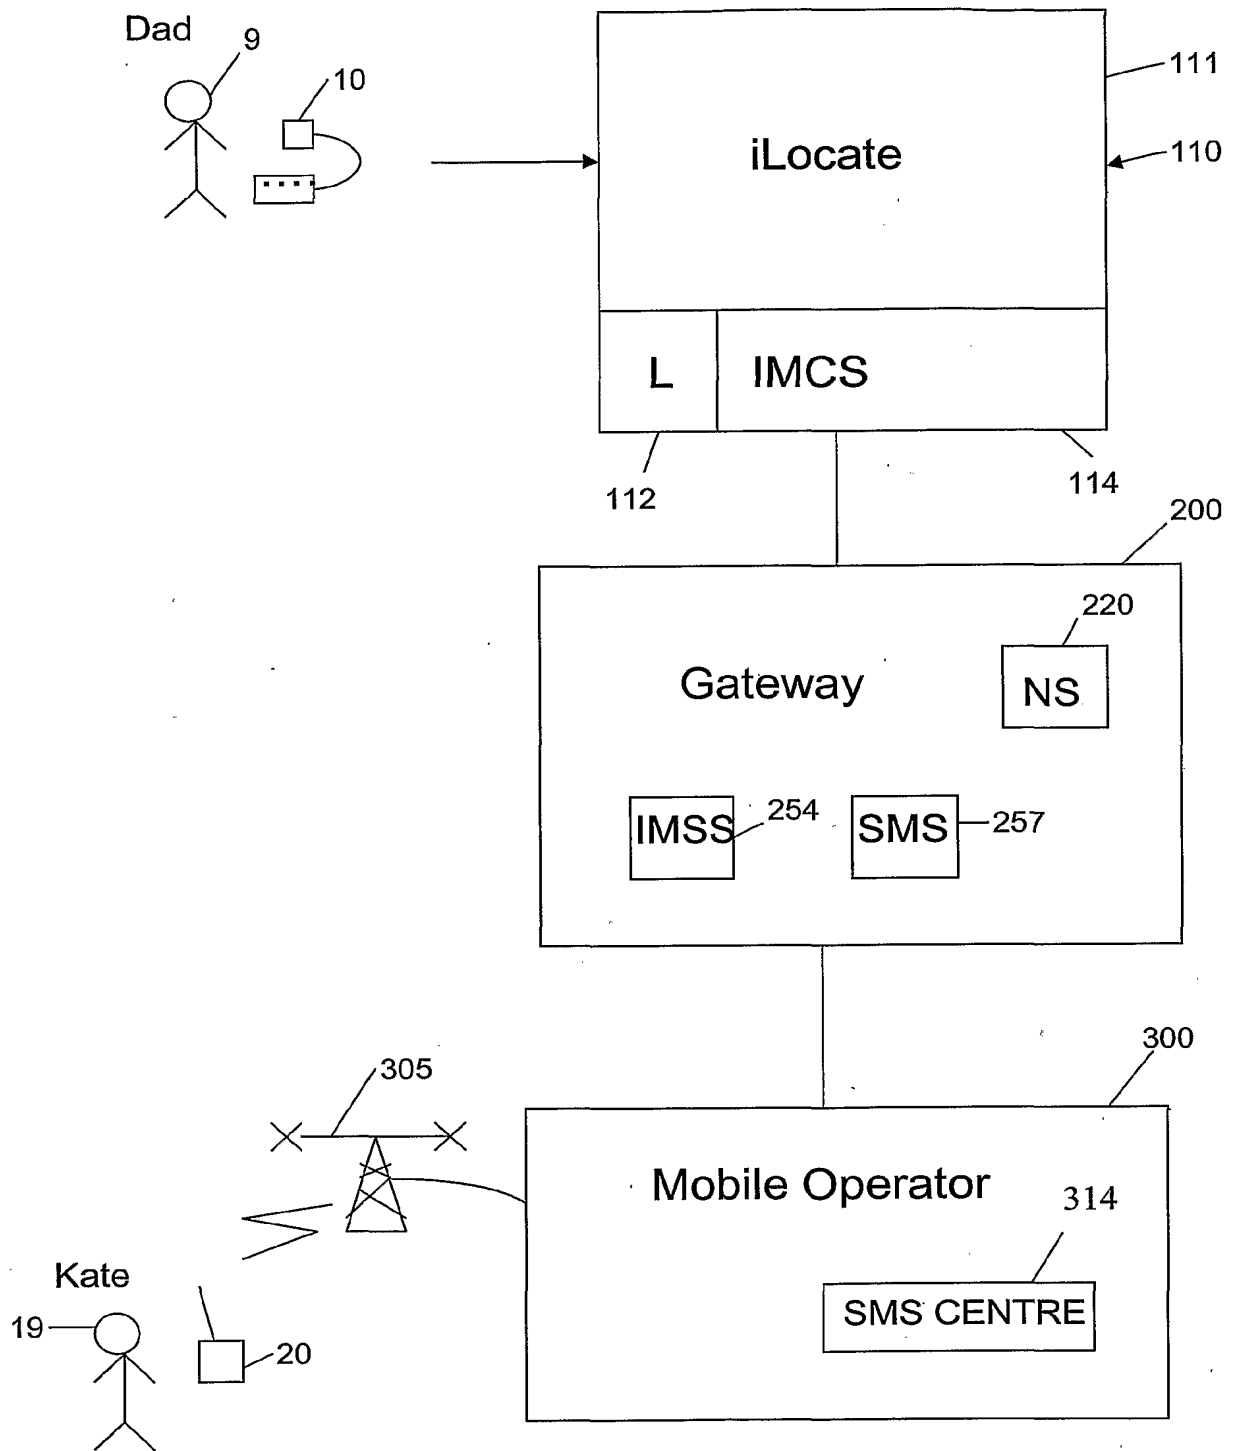 Dad
9
10
111
iLocate
110
L
IMCS
112
114
200
220
Gateway
NS
IMSS
254
SMS
257
300
305
Mobile Operator
314
Kate
SMS CENTRE
19
20